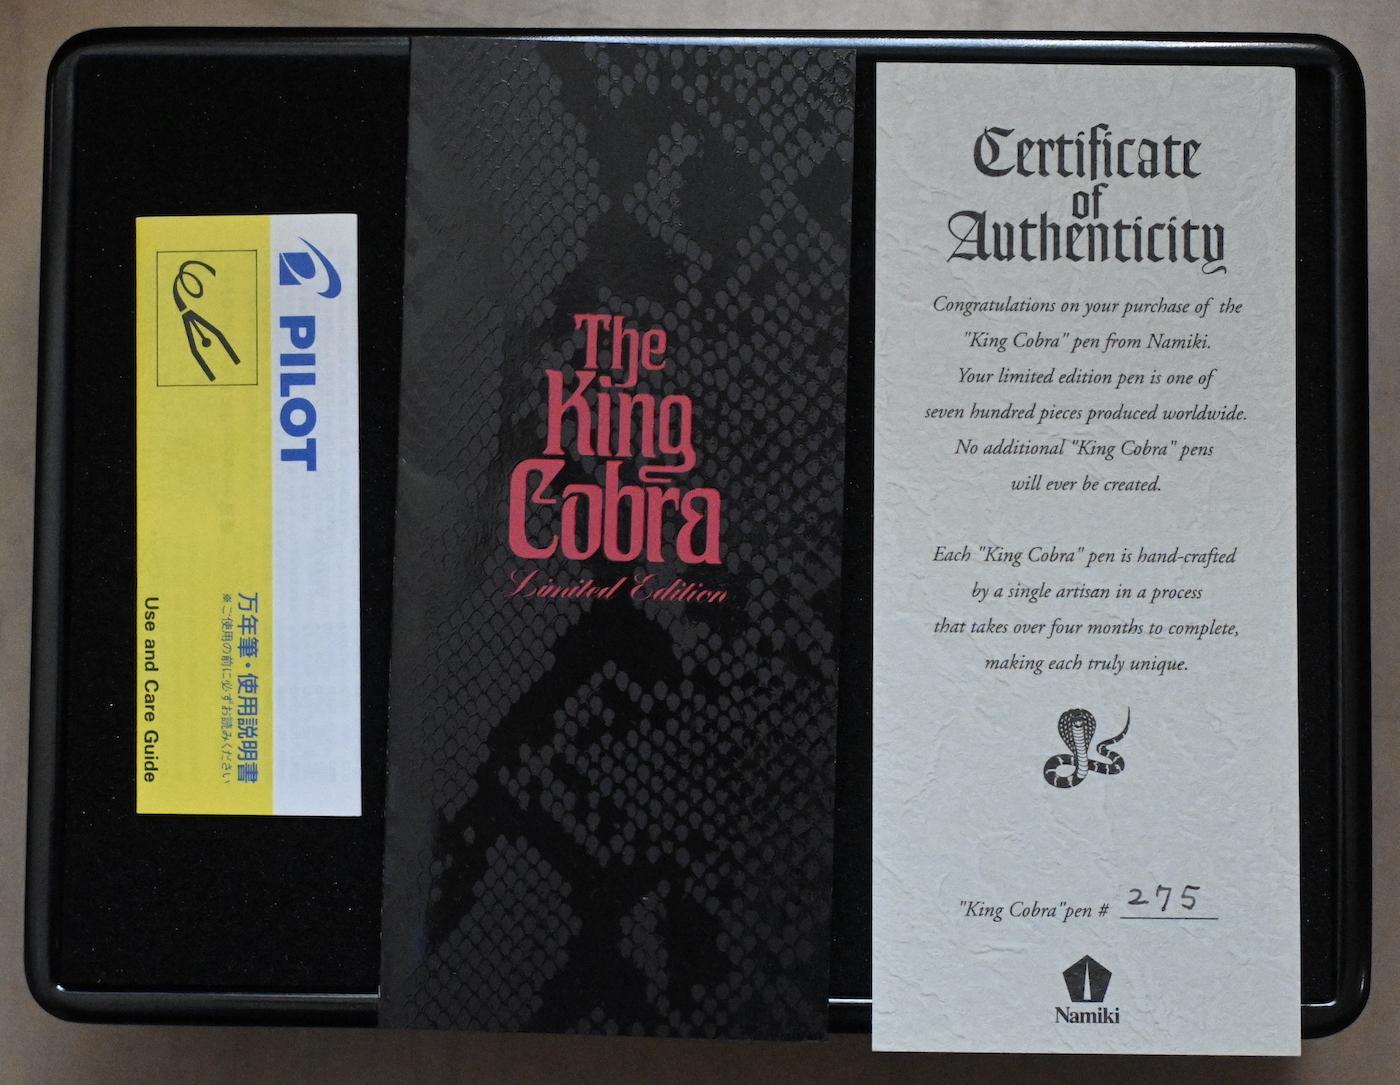 PILOT
万年筆・使用説明書
※ご使用の前に必ずお読みください
Use and Care Guide
The
King
Cobra
Limited Edition
Certificate
of
Authenticity
Congratulations on your purchase of the
"King Cobra" pen from Namiki.
Your limited edition pen is one of
seven hundred pieces produced worldwide.
No additional "King Cobra" pens
will ever be created.
Each "King Cobra" pen is hand-crafted
by a single artisan in a process
that takes over four months to complete,
making each truly unique.
"King Cobra"pen # 275
Namiki